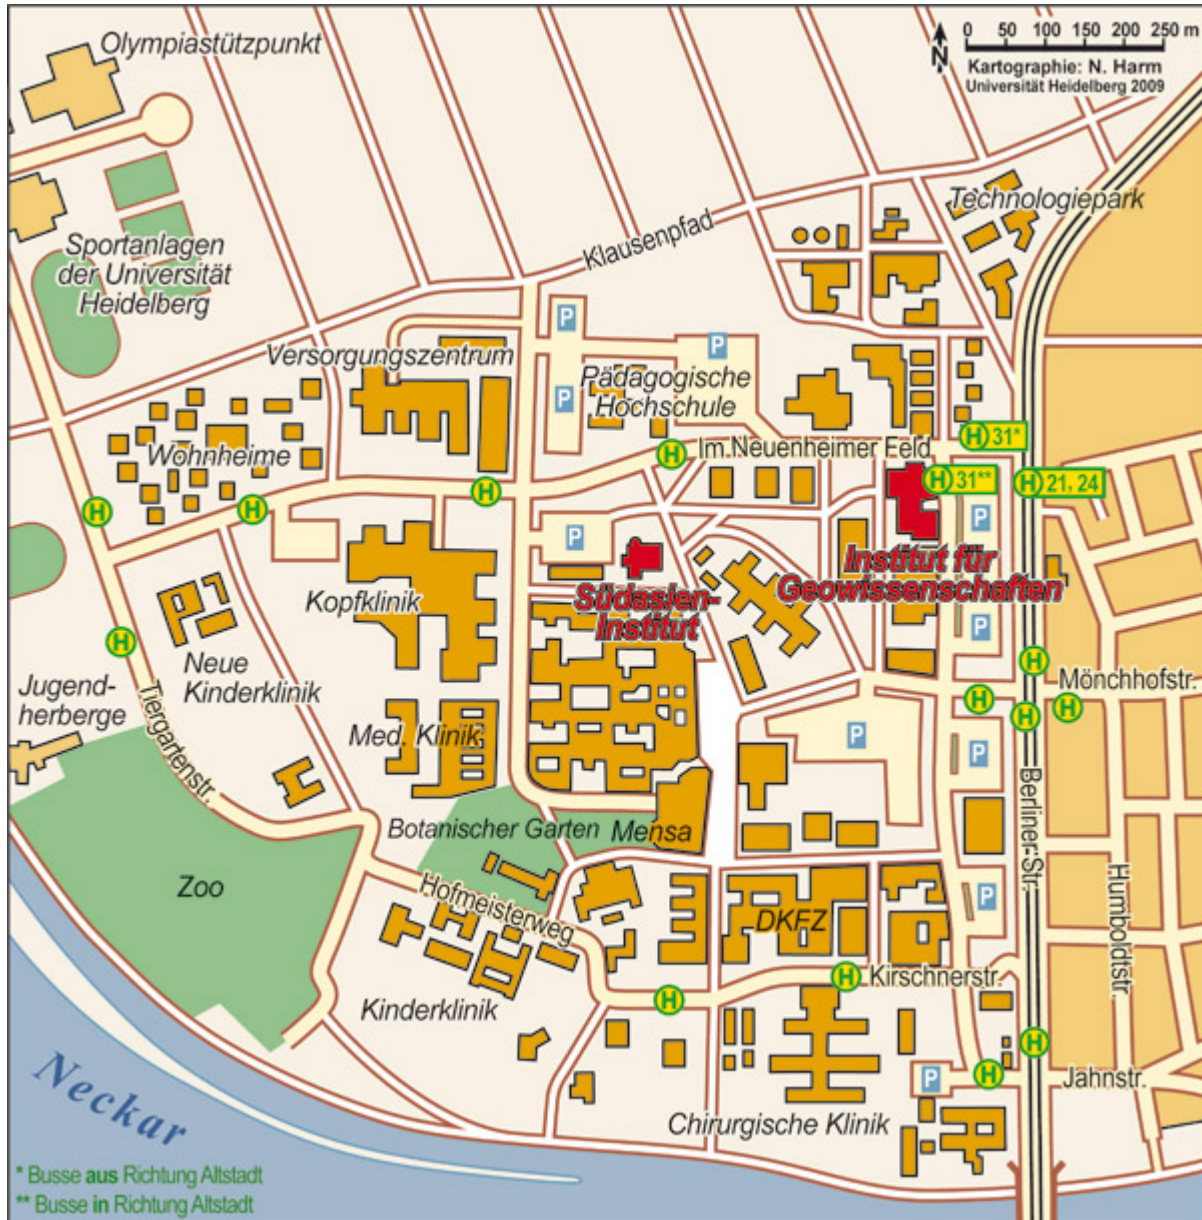 Olympiastützpunkt
N
0 50 100 150 200 250 m
Kartographie: N. Harm
Universität Heidelberg 2009
Technologiepark
Klausenpfad
Sportanlagen
der Universität
Heidelberg
P
P
Versorgungszentrum
P
Pädagogische
Hochschule
Wohnheime
Im Neuenheimer Feld
H 31*
H
H
H 31**
H 21, 24
H
H
P
P
Institut für
Geowissenschaften
Südasien-
Institut
Kopfklinik
H
P
H
Neue
Kinderklinik
Jugend-
herberge
Mönchhofstr.
H
H
H
Tiergartenstr.
Med. Klinik
P
P
Berliner Str.
Botanischer Garten
Mensa
Zoo
Hofmeisterweg
DKFZ
P
Humboldtstr.
H
Kirschnerstr.
H
Kinderklinik
H
H
P
Jahnstr.
Chirurgische Klinik
Neckar
* Busse aus Richtung Altstadt
** Busse in Richtung Altstadt